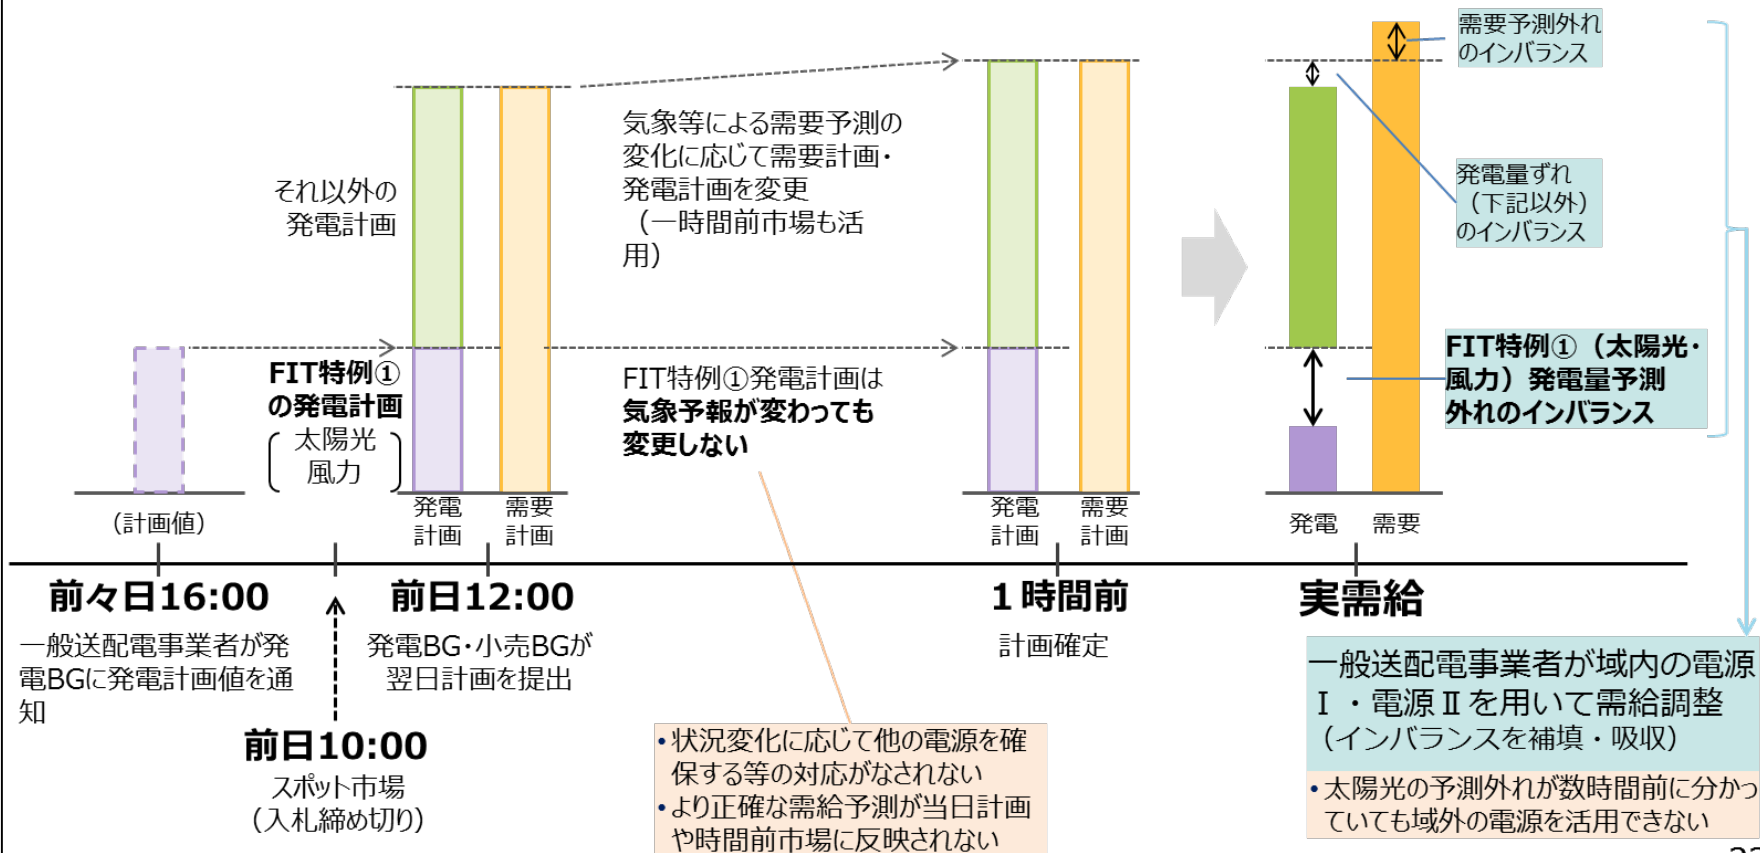 需要予測外れ
のインバランス
気象等による需要予測の
変化に応じて需要計画・
発電計画を変更
（一時間前市場も活
用）
それ以外の
発電計画
発電量ずれ
（下記以外）
のインバランス
FIT特例①
の発電計画
太陽光
風力
FIT特例①発電計画は
気象予報が変わっても
変更しない
FIT特例①（太陽光・
風力）発電量予測
外れのインバランス
（計画値）
発電
計画
需要
計画
発電
計画
需要
計画
発電
需要
前々日16:00
一般送配電事業者が発
電BGに発電計画値を通
知
前日10:00
スポット市場
（入札締め切り）
前日12:00
発電BG・小売BGが
翌日計画を提出
１時間前
計画確定
実需給
・状況変化に応じて他の電源を確
保する等の対応がなされない
・より正確な需給予測が当日計画
や時間前市場に反映されない
一般送配電事業者が域内の電源
Ⅰ・電源Ⅱを用いて需給調整
（インバランスを補填・吸収）
・太陽光の予測外れが数時間前に分かっ
ていても域外の電源を活用できない